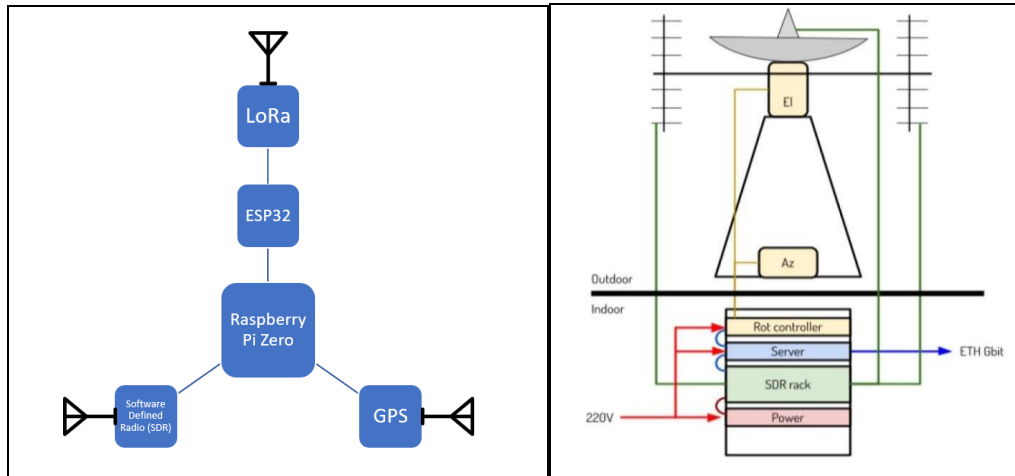 LoRa
ESP32
Raspberry
Pi Zero
Software
Defined
Radio (SDR)
GPS
El
Az
Outdoor
Indoor
Rot controller
Server
ETH Gbit
SDR rack
220V
Power